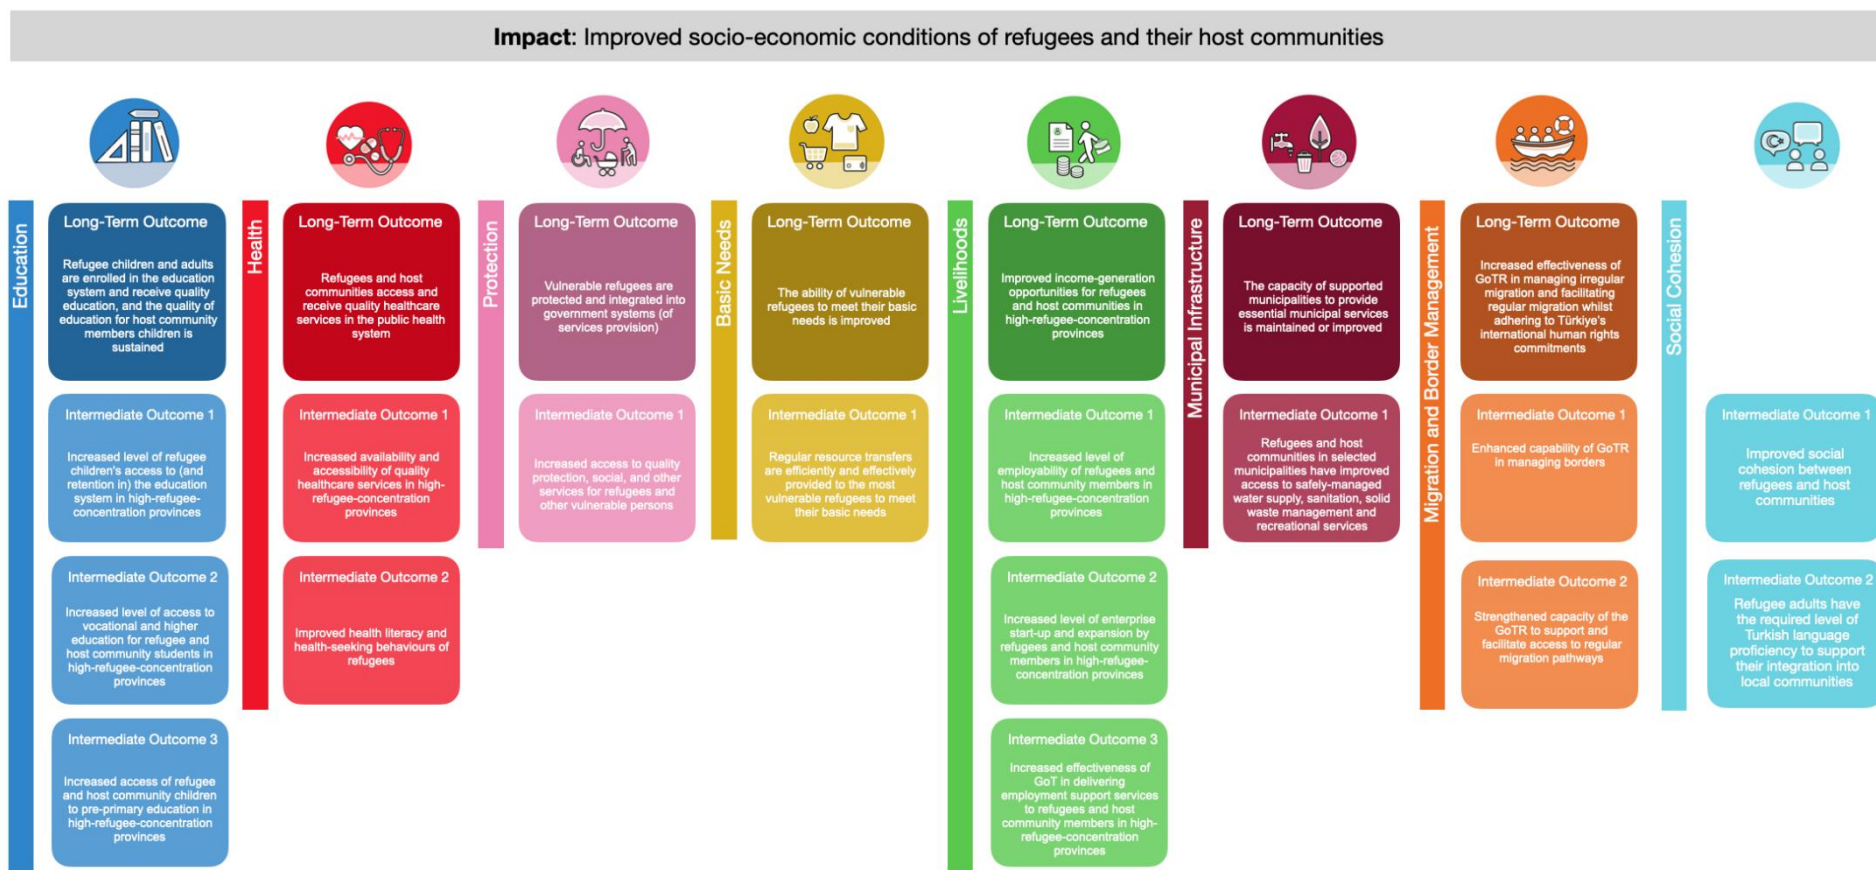 Impact: Improved socio-economic conditions of refugees and their host communities
Education
Long-Term Outcome
Refugee children and adults
are enrolled in the education
system and receive quality
education, and the quality of
education for host community
members children is
sustained
Intermediate Outcome 1
Increased level of refugee
children's access to (and
retention in) the education
system in high-refugee-
concentration provinces
Intermediate Outcome 2
Increased level of access to
vocational and higher
education for refugee and
host community students in
high-refugee-concentration
provinces
Intermediate Outcome 3
Increased access of refugee
and host community children
to pre-primary education in
high-refugee-concentration
provinces
Health
Long-Term Outcome
Refugees and host
communities access and
receive quality healthcare
services in the public health
system
Intermediate Outcome 1
Increased availability and
accessibility of quality
healthcare services in high-
refugee-concentration
provinces
Intermediate Outcome 2
Improved health literacy and
health-seeking behaviours of
refugees
Protection
Long-Term Outcome
Vulnerable refugees are
protected and integrated into
government systems (of
services provision)
Intermediate Outcome 1
Increased access to quality
protection, social, and other
services for refugees and
other vulnerable persons
Basic Needs
Long-Term Outcome
The ability of vulnerable
refugees to meet their basic
needs is improved
Intermediate Outcome 1
Regular resource transfers
are efficiently and effectively
provided to the most
vulnerable refugees to meet
their basic needs
Livelihoods
Long-Term Outcome
Improved income-generation
opportunities for refugees
and host communities in
high-refugee-concentration
provinces
Intermediate Outcome 1
Increased level of
employability of refugees and
host community members in
high-refugee-concentration
provinces
Intermediate Outcome 2
Increased level of enterprise
start-up and expansion by
refugees and host community
members in high-refugee-
concentration provinces
Intermediate Outcome 3
Increased effectiveness of
GoT in delivering
employment support services
to refugees and host
community members in high-
refugee-concentration
provinces
Municipal Infrastructure
Long-Term Outcome
The capacity of supported
municipalities to provide
essential municipal services
is maintained or improved
Intermediate Outcome 1
Refugees and host
communities in selected
municipalities have improved
access to safely-managed
water supply, sanitation, solid
waste management and
recreational services
Migration and Border Management
Long-Term Outcome
Increased effectiveness of
GoTR in managing irregular
migration and facilitating
regular migration whilst
adhering to Türkiye's
international human rights
commitments
Intermediate Outcome 1
Enhanced capability of GoTR
in managing borders
Intermediate Outcome 2
Strengthened capacity of the
GoTR to support and
facilitate access to regular
migration pathways
Social Cohesion
Intermediate Outcome 1
Improved social
cohesion between
refugees and host
communities
Intermediate Outcome 2
Refugee adults have
the required level of
Turkish language
proficiency to support
their integration into
local communities